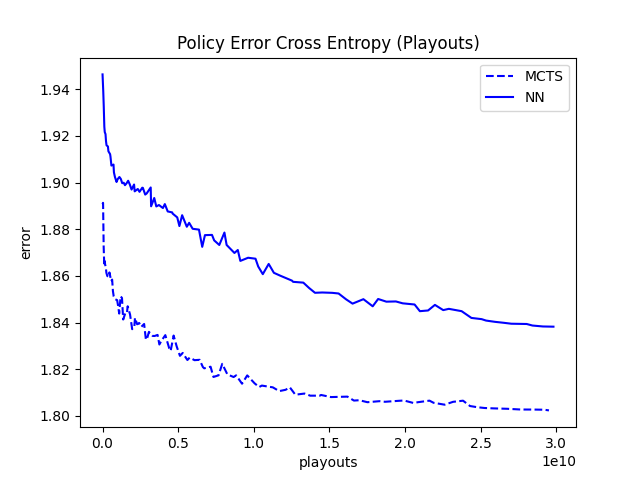 Policy Error Cross Entropy (Playouts)
MCTS
NN
1.94
1.92
1.90
1.88
1.86
1.84
1.82
1.80
error
0.0 0.5 1.0 1.5 2.0 2.5 3.0
1e10
playouts